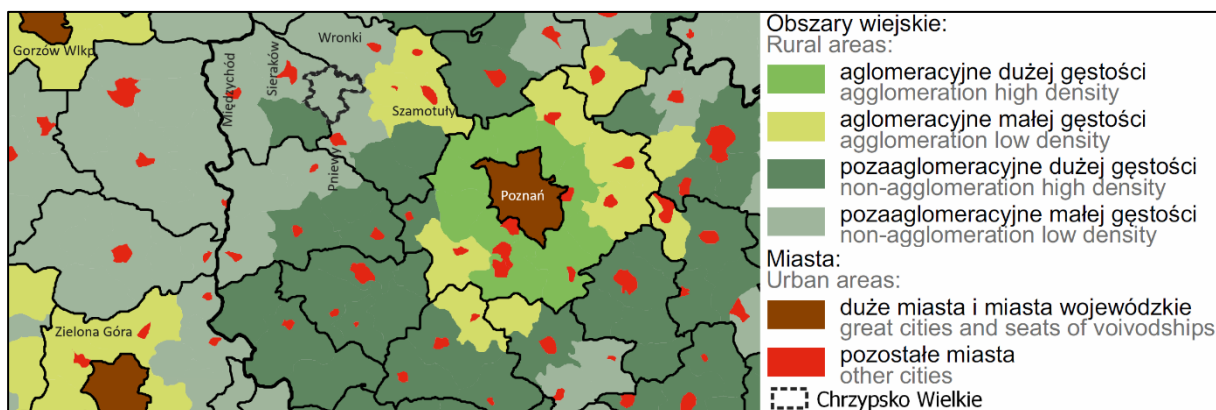 Gorzów Wlkp
Międzychód
Sieraków
Wronki
Szamotuły
Pniewy
Poznań
Zielona Góra
Obszary wiejskie:
Rural areas:
aglomeracyjne dużej gęstości
agglomeration high density
aglomeracyjne małej gęstości
agglomeration low density
pozaaglomeracyjne dużej gęstości
non-agglomeration high density
pozaaglomeracyjne małej gęstości
non-agglomeration low density
Miasta:
Urban areas:
duże miasta i miasta wojewódzkie
great cities and seats of voivodships
pozostałe miasta
other cities
Chrzypsko Wielkie